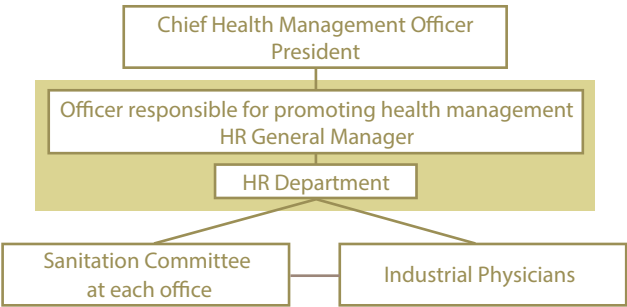 Chief Health Management Officer
President
Officer responsible for promoting health management
HR General Manager
HR Department
Sanitation Committee
at each office
Industrial Physicians